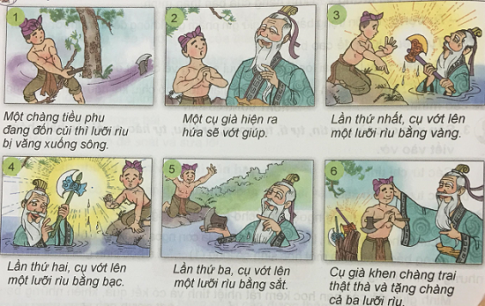 1
Một chàng tiều phu
đang đốn củi thì lưỡi rìu
bị văng xuống sông.
2
Một cụ già hiện ra
hứa sẽ vớt giúp.
3
Lần thứ nhất, cụ vớt lên
một lưỡi rìu bằng vàng.
4
Lần thứ hai, cụ vớt lên
một lưỡi rìu bằng bạc.
5
Lần thứ ba, cụ vớt lên
một lưỡi rìu bằng sắt.
6
Cụ già khen chàng trai
thật thà và tặng chàng
cả ba lưỡi rìu.